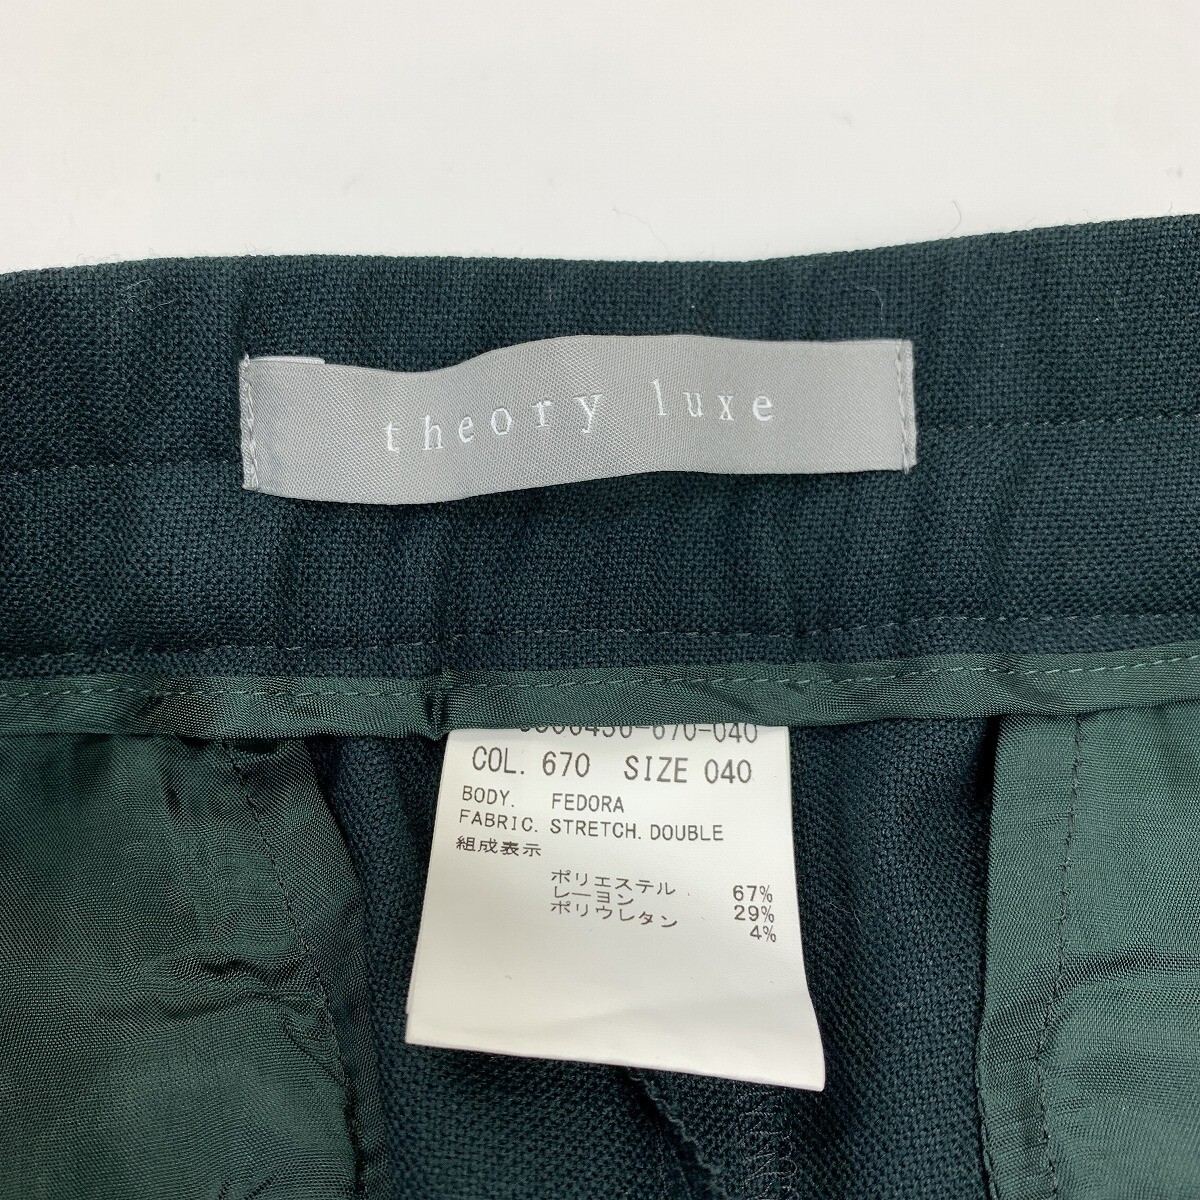 theory luxe
COL. 670 SIZE 040
BODY. FEDORA
FABRIC. STRETCH. DOUBLE
組成表示
ポリエステル 67%
レーヨン 29%
ポリウレタン 4%